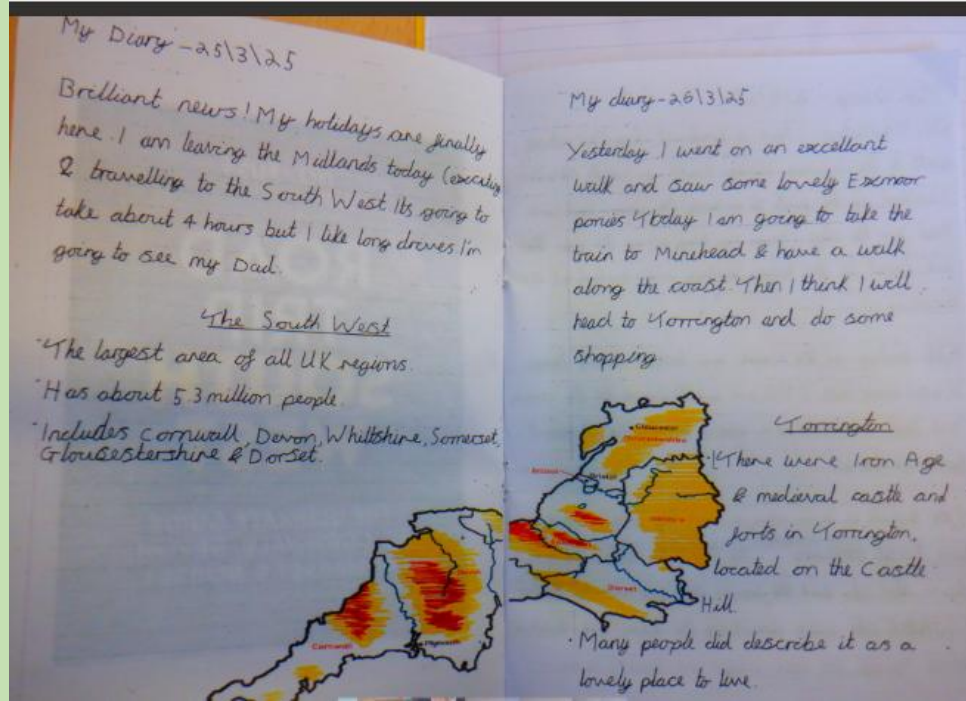 My Diary - 25\3\25
Brilliant news! My holidays are finally
here. I am leaving the Midlands today (exciting)
& travelling to the South West Its going to
take about 4 hours but I like long drives. I'm
going to see my Dad.
The South West
·The largest area of all UK regions.
·Has about 5.3 million people.
·Includes Cornwall, Devon, Whiltshire, Somerset,
Gloucestershire & Dorset.
Cornwall
Plymouth
My diary - 26\3\25
Yesterday I went on an excellant
walk and saw some lovely Exmoor
ponies Today I am going to take the
train to Minehead & have a walk
along the coast. Then I think I will
head to Torrington and do some
shopping.
Gloucester
Gloucestershire
Bristol
Bristol
Dorset
Torrington
·There were Iron Age
& medieval castle and
forts in Torrington,
located on the Castle
Hill.
·Many people did describe it as a
lovely place to live.